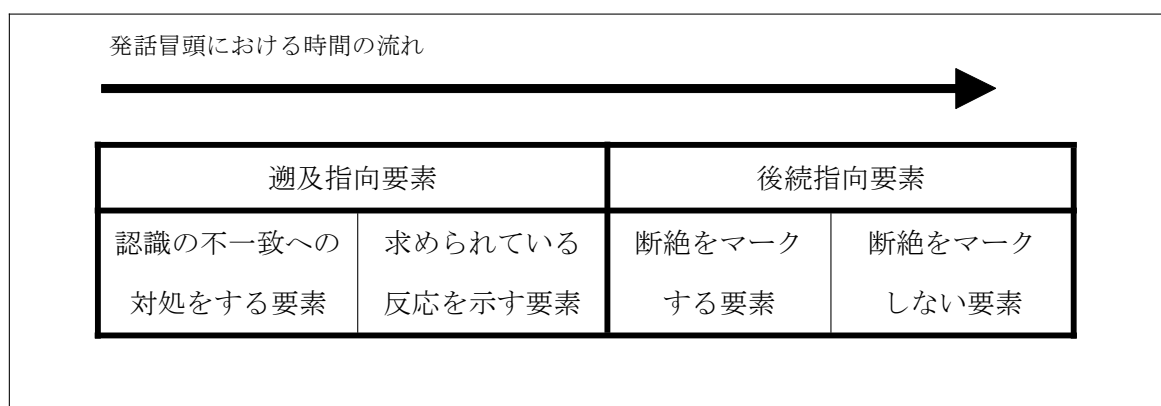 発話冒頭における時間の流れ
遡及指向要素
後続指向要素
認識の不一致への
対処をする要素
求められている
反応を示す要素
断絶をマーク
する要素
断絶をマーク
しない要素